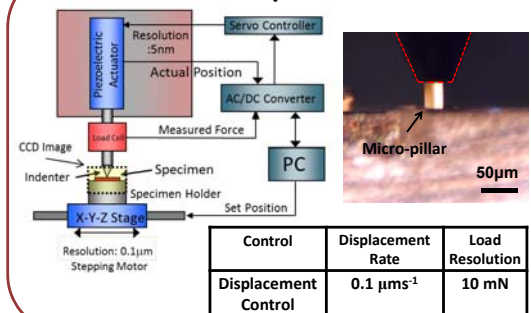 Resolution
:5nm
Servo Controller
Piezoelectric
Actuator
Actual Position
AC/DC Converter
Load Cell
Measured Force
CCD Image
Indenter
Specimen
Specimen Holder
PC
X-Y-Z Stage
Set Position
Resolution: 0.1μm
Stepping Motor
Micro-pillar
50μm
Control Displacement Rate Load Resolution
Displacement Control 0.1 μms-1 10 mN